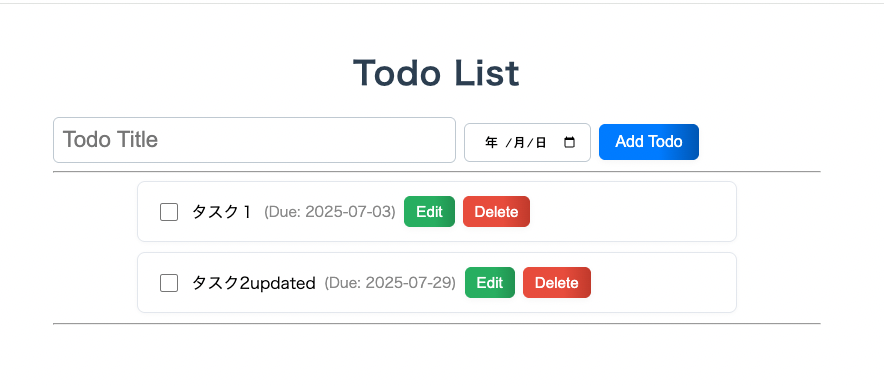 Todo List
Todo Title 年 /月/日 Add Todo
タスク１ (Due: 2025-07-03) Edit Delete
タスク2updated (Due: 2025-07-29) Edit Delete